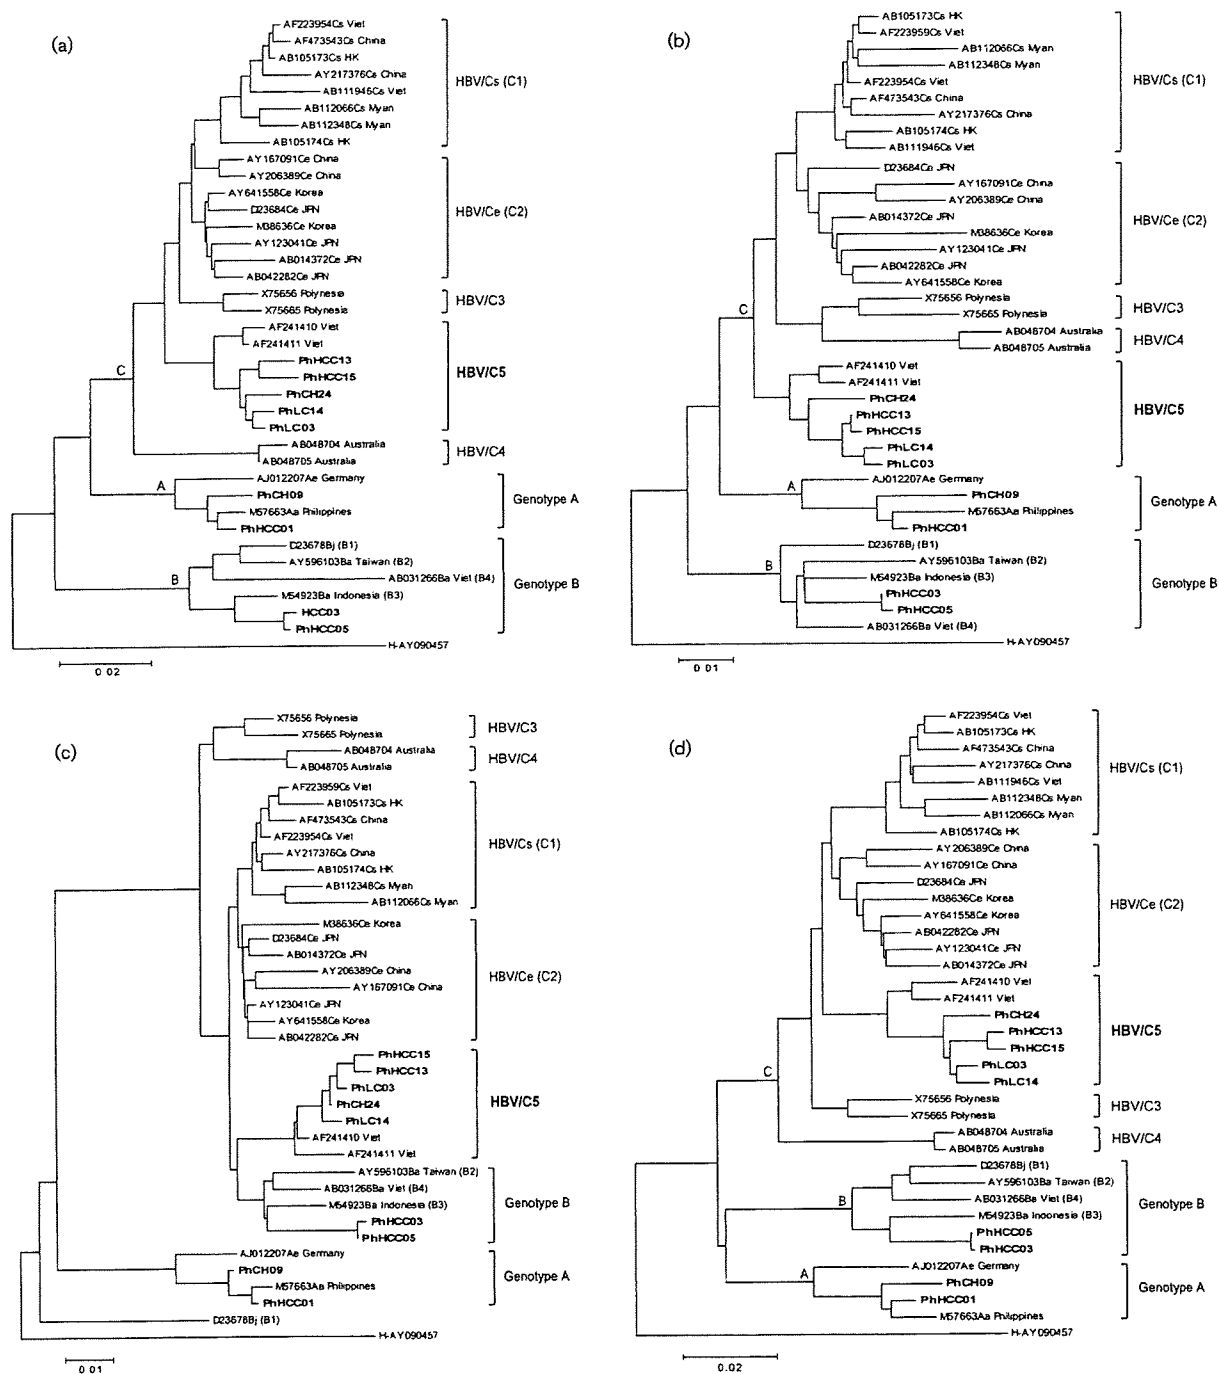 (a)
AF223954Cs Viet
AF473543Cs China
AB105173Cs HK
AY217376Cs China
AB111946Cs Viet
AB112066Cs Myan
AB112348Cs Myan
AB105174Cs HK
HBV/Cs (C1)
AY167091Ce China
AY206389Ce China
AY641558Ce Korea
D23684Ce JPN
M38636Ce Korea
AY123041Ce JPN
AB014372Ce JPN
AB042282Ce JPN
HBV/Ce (C2)
X75656 Polynesia
X75665 Polynesia
HBV/C3
AF241410 Viet
AF241411 Viet
PhHCC13
PhHCC15
PhCH24
PhLC14
PhLC03
HBV/C5
C
AB048704 Australia
AB048705 Australia
HBV/C4
A
AJ012207Ae Germany
PhCH09
M57663Aa Philippines
PhHCC01
Genotype A
B
D23678Bj (B1)
AY596103Ba Taiwan (B2)
AB031266Ba Viet (B4)
M54923Ba Indonesia (B3)
HCC03
PhHCC05
Genotype B
H-AY090457
0.02
(b)
AB105173Cs HK
AF223959Cs Viet
AB112066Cs Myan
AB112348Cs Myan
AF223954Cs Viet
AF473543Cs China
AY217376Cs China
AB105174Cs HK
AB111946Cs Viet
HBV/Cs (C1)
D23684Ce JPN
AY167091Ce China
AY206389Ce China
AB014372Ce JPN
M38636Ce Korea
AY123041Ce JPN
AB042282Ce JPN
AY641558Ce Korea
HBV/Ce (C2)
X75656 Polynesia
X75665 Polynesia
HBV/C3
C
AB048704 Australia
AB048705 Australia
HBV/C4
AF241410 Viet
AF241411 Viet
PhCH24
PhHCC13
PhHCC15
PhLC14
PhLC03
HBV/C5
A
AJ012207Ae Germany
PhCH09
M57663Aa Philippines
PhHCC01
Genotype A
B
D23678Bj (B1)
AY596103Ba Taiwan (B2)
M54923Ba Indonesia (B3)
PhHCC03
PhHCC05
AB031266Ba Viet (B4)
Genotype B
H-AY090457
0.01
(c)
X75656 Polynesia
X75665 Polynesia
HBV/C3
AB048704 Australia
AB048705 Australia
HBV/C4
AF223959Cs Viet
AB105173Cs HK
AF473543Cs China
AF223954Cs Viet
AY217376Cs China
AB105174Cs HK
AB112348Cs Myan
AB112066Cs Myan
HBV/Cs (C1)
M38636Ce Korea
D23684Ce JPN
AB014372Ce JPN
AY206389Ce China
AY167091Ce China
AY123041Ce JPN
AY641558Ce Korea
AB042282Cs JPN
HBV/Ce (C2)
PhHCC15
PhHCC13
PhLC03
PhCH24
PhLC14
AF241410 Viet
AF241411 Viet
HBV/C5
AY596103Ba Taiwan (B2)
AB031266Ba Viet (B4)
M54923Ba Indonesia (B3)
PhHCC03
PhHCC05
Genotype B
AJ012207Ae Germany
PhCH09
M57663Aa Philippines
PhHCC01
Genotype A
D23678Bj (B1)
H-AY090457
0.01
(d)
AF223954Cs Viet
AB105173Cs HK
AF473543Cs China
AY217376Cs China
AB111946Cs Viet
AB112348Cs Myan
AB112066Cs Myan
AB105174Cs HK
HBV/Cs (C1)
AY206389Ce China
AY167091Ce China
D23684Ce JPN
M38636Ce Korea
AY641558Ce Korea
AB042282Ce JPN
AY123041Ce JPN
AB014372Ce JPN
HBV/Ce (C2)
AF241410 Viet
AF241411 Viet
PhCH24
PhHCC13
PhHCC15
PhLC03
PhLC14
HBV/C5
C
X75656 Polynesia
X75665 Polynesia
HBV/C3
AB048704 Australia
AB048705 Australia
HBV/C4
B
D23678Bj (B1)
AY596103Ba Taiwan (B2)
AB031266Ba Viet (B4)
M54923Ba Indonesia (B3)
PhHCC05
PhHCC03
Genotype B
A
AJ012207Ae Germany
PhCH09
PhHCC01
M57663Aa Philippines
Genotype A
H-AY090457
0.02